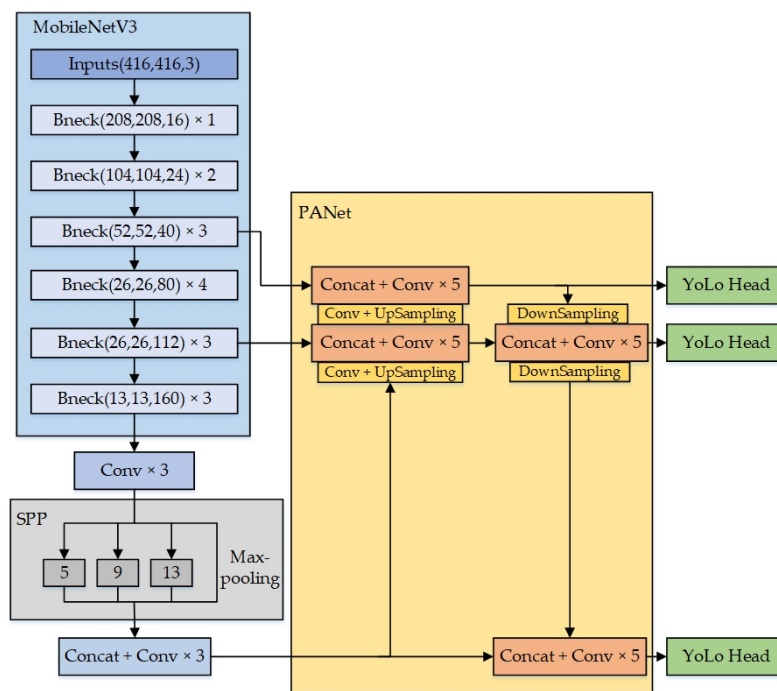 MobileNetV3
Inputs(416,416,3)
Bneck(208,208,16) × 1
Bneck(104,104,24) × 2
Bneck(52,52,40) × 3
Bneck(26,26,80) × 4
Bneck(26,26,112) × 3
Bneck(13,13,160) × 3
Conv × 3
SPP
5
9
13
Max-
pooling
Concat + Conv × 3
PANet
Concat + Conv × 5
Conv + UpSampling
DownSampling
Concat + Conv × 5
Concat + Conv × 5
Conv + UpSampling
DownSampling
Concat + Conv × 5
YoLo Head
YoLo Head
YoLo Head